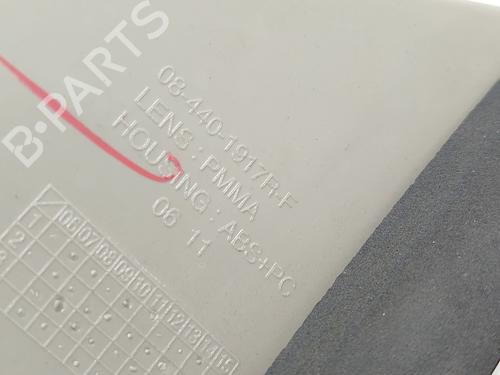 B·PARTS
08-440-1917R-F
LENS : PMMA
HOUSING : ABS+PC
06 11
06 07 08 09 10 11 12 13 14 15
1
2
3